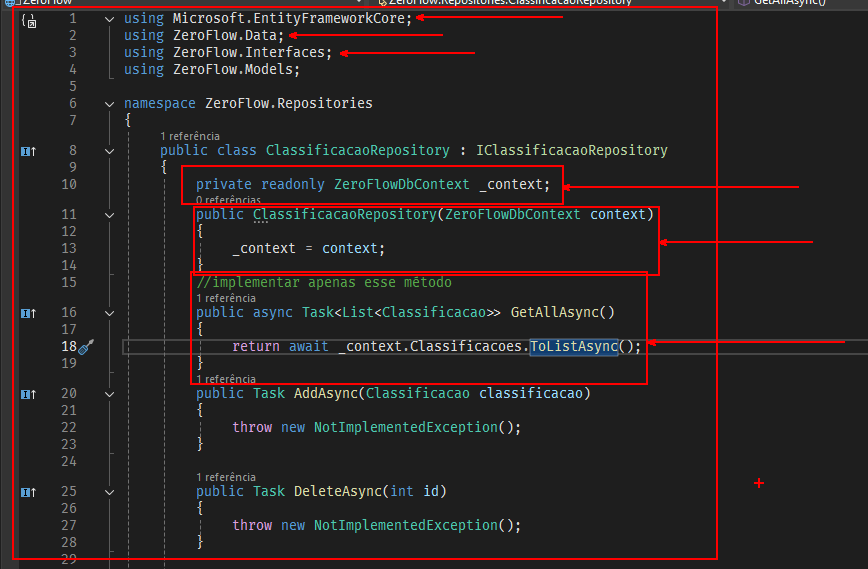 ZeroFlow ZeroFlow.Repositories.ClassificacaoRepository GetAllAsync()
1 using Microsoft.EntityFrameworkCore;
2 using ZeroFlow.Data;
3 using ZeroFlow.Interfaces;
4 using ZeroFlow.Models;
5
6 namespace ZeroFlow.Repositories
7 {
1 referência
8 public class ClassificacaoRepository : IClassificacaoRepository
9 {
10 private readonly ZeroFlowDbContext _context;
0 referências
11 public ClassificacaoRepository(ZeroFlowDbContext context)
12 {
13 _context = context;
14 }
15 //implementar apenas esse método
1 referência
16 public async Task<List<Classificacao>> GetAllAsync()
17 {
18 return await _context.Classificacoes.ToListAsync();
19 }
1 referência
20 public Task AddAsync(Classificacao classificacao)
21 {
22 throw new NotImplementedException();
23 }
24
1 referência
25 public Task DeleteAsync(int id)
26 {
27 throw new NotImplementedException();
28 }
29